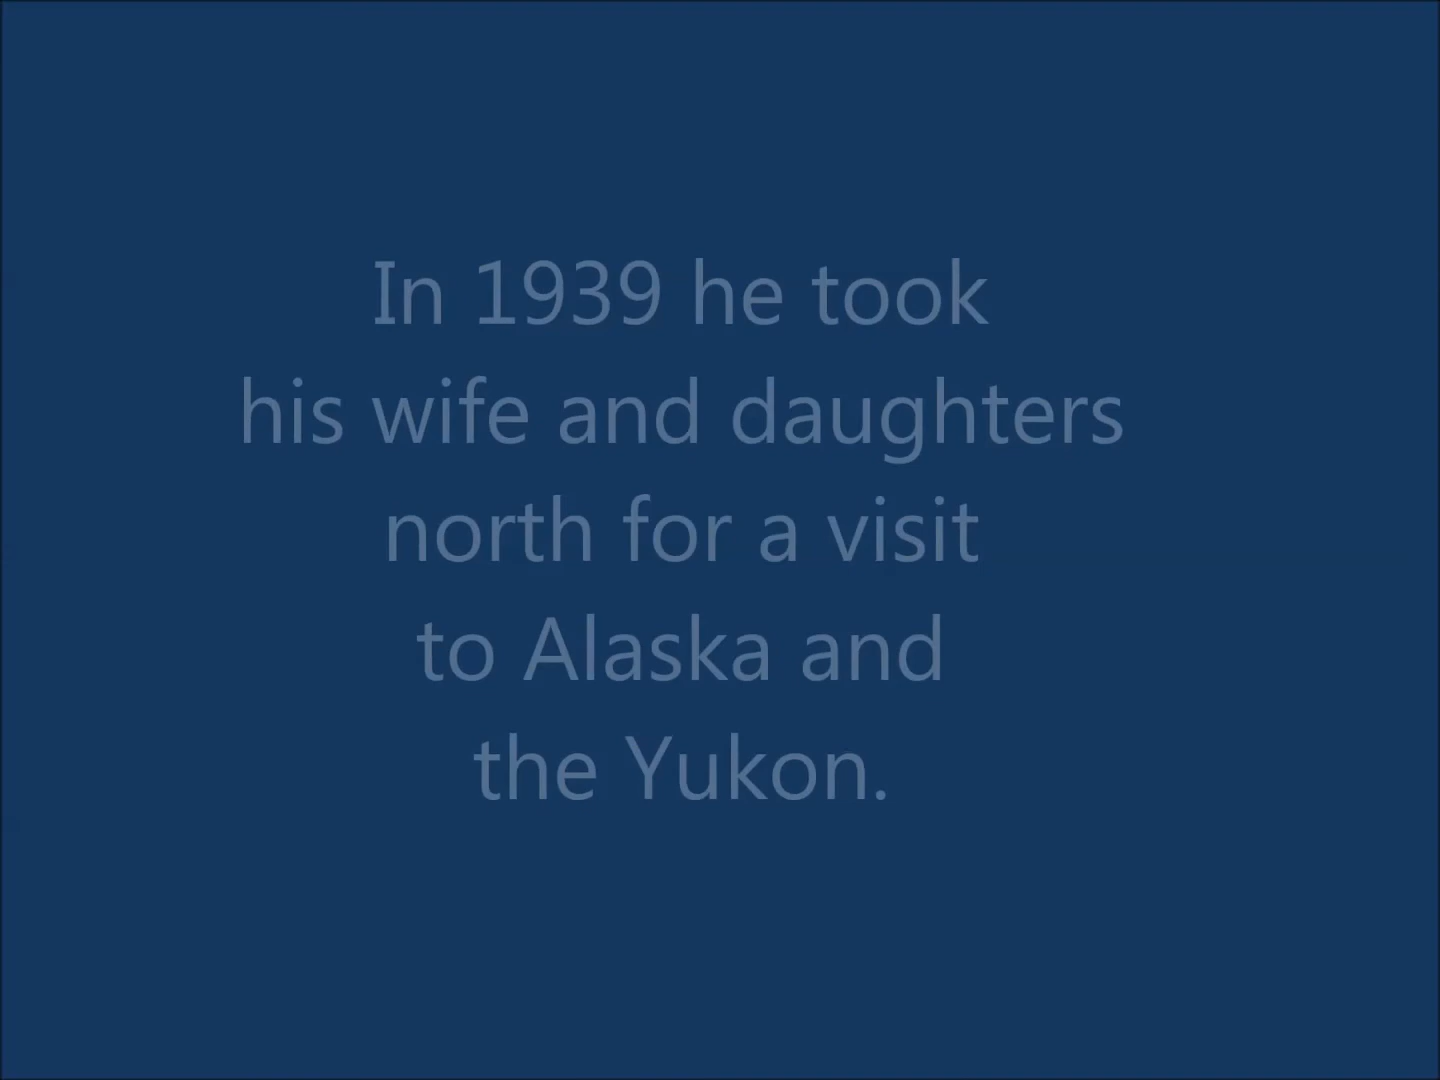 In 1939 he took
his wife and daughters
north for a visit
to Alaska and
the Yukon.